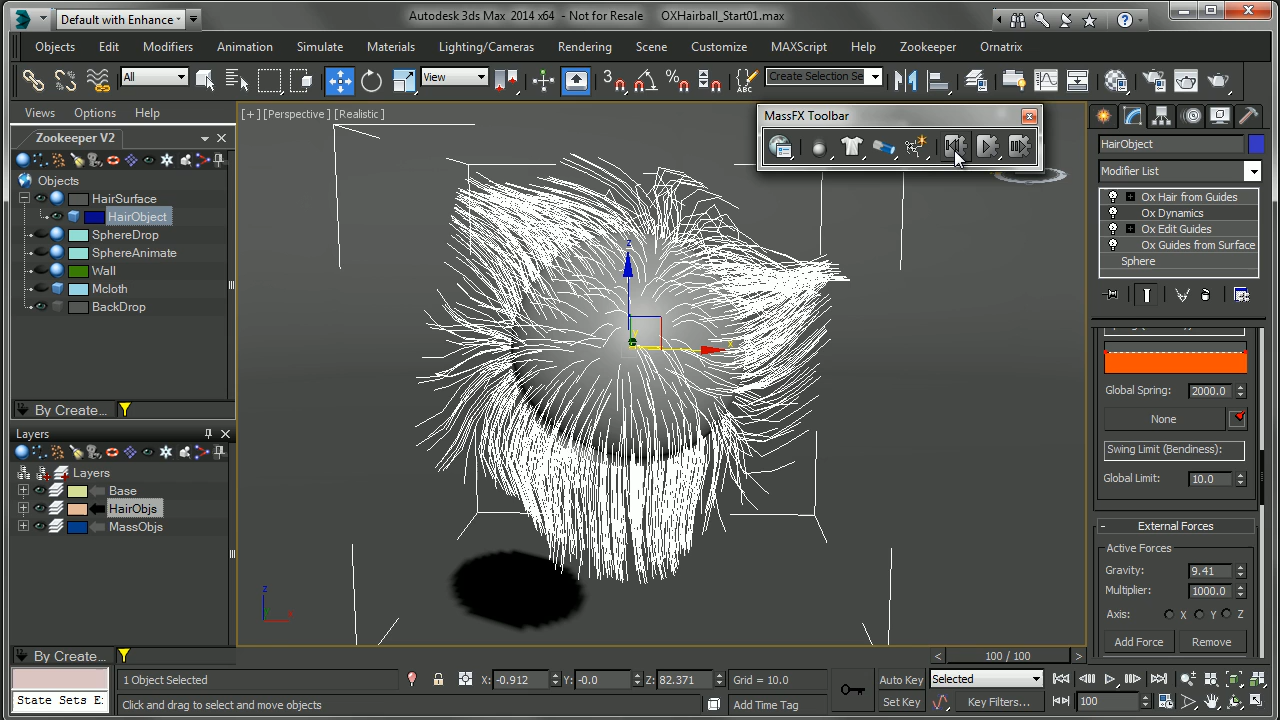 Default with Enhance
Autodesk 3ds Max 2014 x64 - Not for Resale OXHairball_Start01.max
Objects Edit Modifiers Animation Simulate Materials Lighting/Cameras Rendering Scene Customize MAXScript Help Zookeeper Ornatrix
All View 3 % ABC Create Selection Se
Views Options Help
[+] [Perspective] [Realistic]
MassFX Toolbar
Zookeeper V2
Objects
HairSurface
HairObject
SphereDrop
SphereAnimate
Wall
Mcloth
BackDrop
By Create...
Layers
Layers
Base
HairObjs
MassObjs
By Create...
z
x
y
z
HairObject
Modifier List
Ox Hair from Guides
Ox Dynamics
Ox Edit Guides
Ox Guides from Surface
Sphere
Global Spring: 2000.0
None
Swing Limit (Bendiness):
Global Limit: 10.0
- External Forces
Active Forces
Gravity: 9.41
Multiplier: 1000.0
Axis: X Y Z
Add Force Remove
< 100 / 100 >
1 Object Selected X: -0.912 Y: -0.0 Z: 82.371 Grid = 10.0 Auto Key Selected
State Sets E: Click and drag to select and move objects Add Time Tag Set Key Key Filters... 100